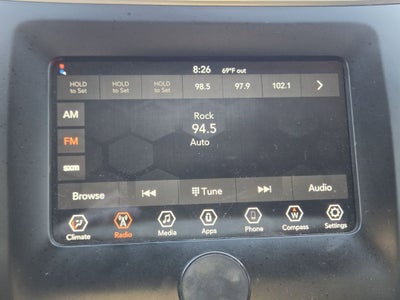 8:26 69°F out
HOLD to Set HOLD to Set HOLD to Set 98.5 97.9 102.1
AM
Rock
94.5
FM
Auto
sxm
Browse Tune Audio
Climate Radio Media Apps Phone Compass Settings
W